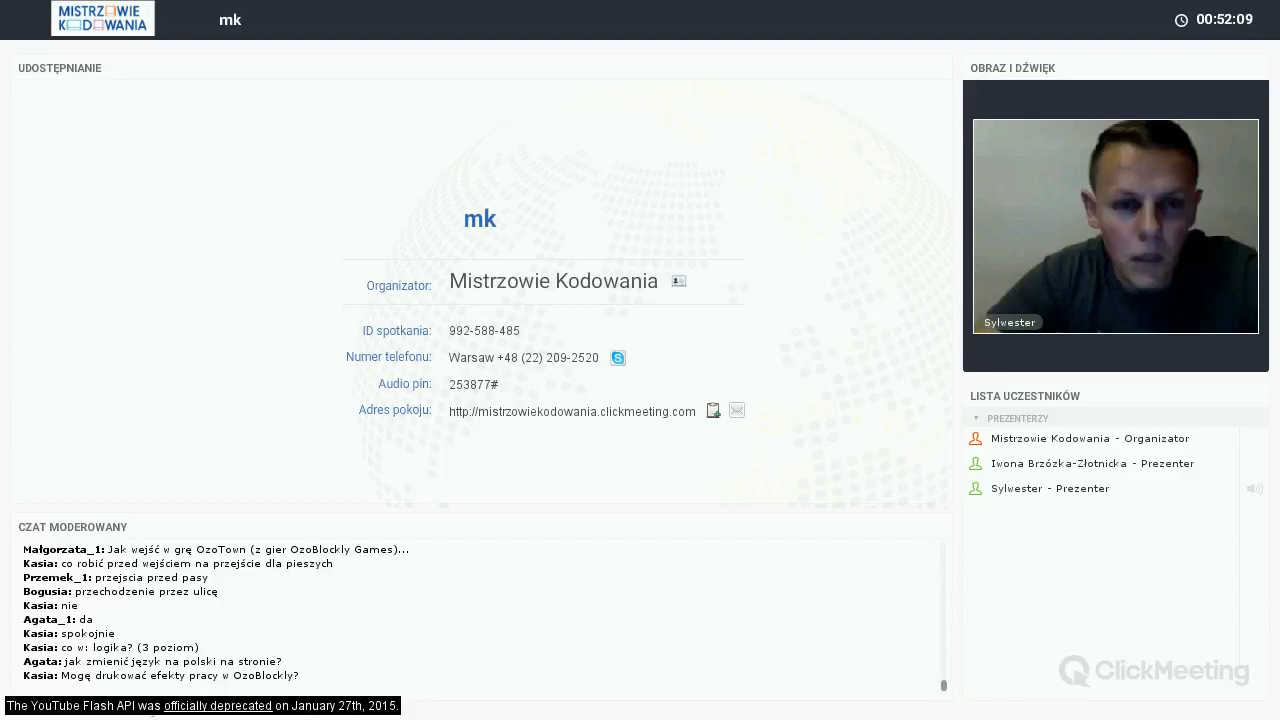 MISTRZOWIE
KODOWANIA
mk
00:52:09
UDOSTĘPNIANIE
mk
Organizator: Mistrzowie Kodowania
ID spotkania: 992-588-485
Numer telefonu: Warsaw +48 (22) 209-2520
Audio pin: 253877#
Adres pokoju: http://mistrzowiekodowania.clickmeeting.com
OBRAZ I DŹWIĘK
Sylwester
LISTA UCZESTNIKÓW
PREZENTERZY
Mistrzowie Kodowania - Organizator
Iwona Brzózka-Złotnicka - Prezenter
Sylwester - Prezenter
ClickMeeting
CZAT MODEROWANY
Małgorzata_1: Jak wejść w grę OzoTown (z gier OzoBlockly Games)...
Kasia: co robić przed wejściem na przejście dla pieszych
Przemek_1: przejscia przed pasy
Bogusia: przechodzenie przez ulicę
Kasia: nie
Agata_1: da
Kasia: spokojnie
Kasia: co w: logika? (3 poziom)
Agata: jak zmienić język na polski na stronie?
Kasia: Mogę drukować efekty pracy w OzoBlockly?
The YouTube Flash API was officially deprecated on January 27th, 2015.